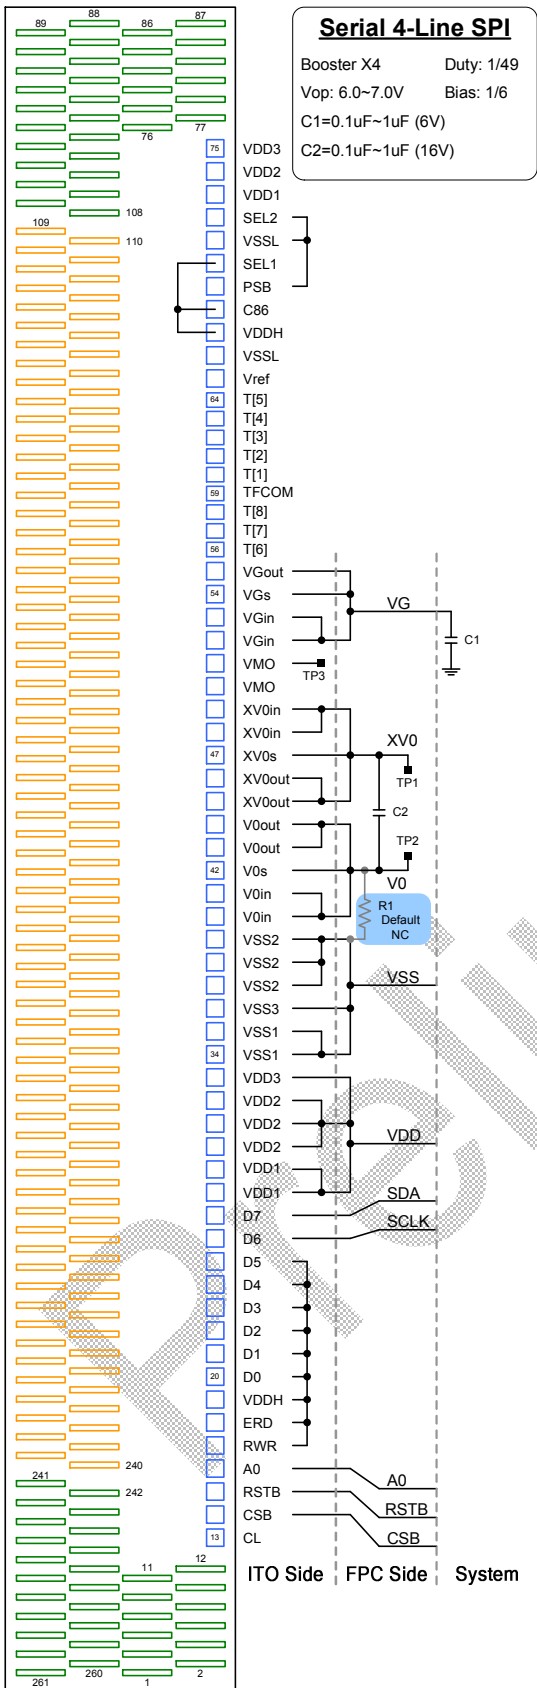 88
87
89
86
Serial 4-Line SPI
Booster X4 Duty: 1/49
Vop: 6.0~7.0V Bias: 1/6
C1=0.1uF~1uF (6V)
C2=0.1uF~1uF (16V)
77
76
75 VDD3
VDD2
VDD1
108 SEL2
109
110 VSSL
SEL1
PSB
C86
VDDH
VSSL
Vref
64 T[5]
T[4]
T[3]
T[2]
T[1]
59 TFCOM
T[8]
T[7]
56 T[6]
VGout
54 VGs
VG
VGin
VGin
C1
VMO
TP3
VMO
XV0in
XV0in
XV0
47 XV0s
TP1
XV0out
XV0out
C2
V0out
V0out
TP2
42 V0s
V0
V0in
R1
Default
NC
V0in
VSS2
VSS2
VSS
VSS2
VSS3
VSS1
34 VSS1
VDD3
VDD2
VDD2
VDD
VDD2
VDD1
VDD1
SDA
D7
SCLK
D6
D5
D4
D3
D2
D1
20 D0
VDDH
ERD
RWR
240 A0
241
A0
242 RSTB
RSTB
CSB
13 CL
CSB
12
11
ITO Side FPC Side System
261 260 1 2
Preli